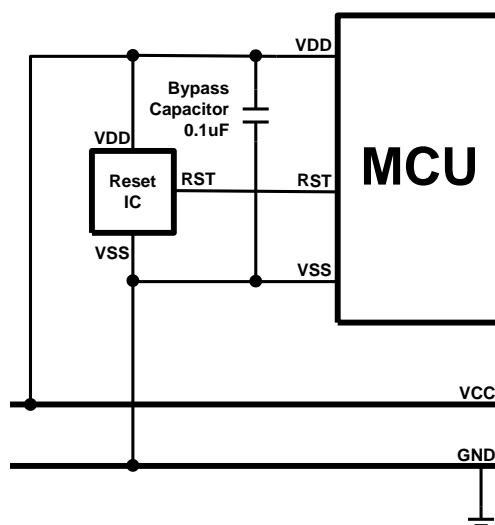 VDD
Bypass
Capacitor
0.1uF
VDD
Reset
IC
RST
RST
MCU
VSS
VSS
VCC
GND